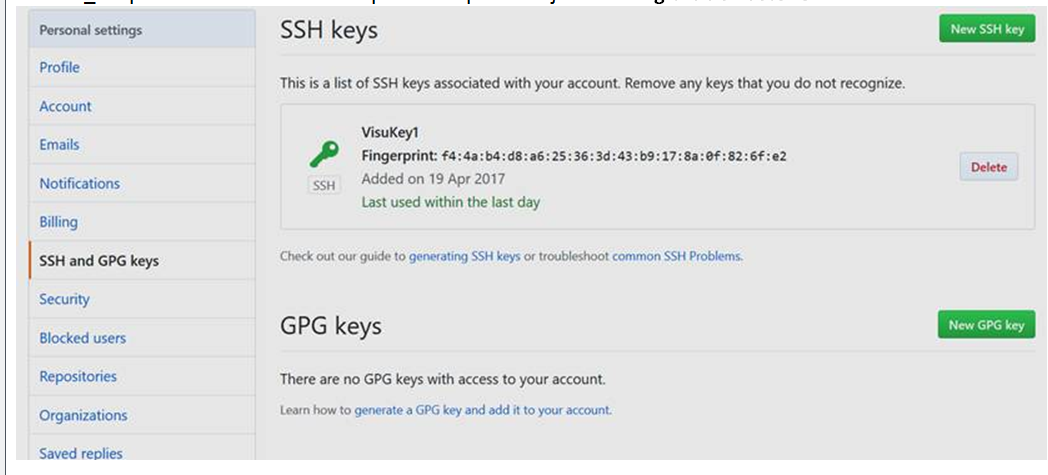 Personal settings
Profile
Account
Emails
Notifications
Billing
SSH and GPG keys
Security
Blocked users
Repositories
Organizations
Saved replies
SSH keys
New SSH key
This is a list of SSH keys associated with your account. Remove any keys that you do not recognize.
SSH
VisuKey1
Fingerprint: f4:4a:b4:d8:a6:25:36:3d:43:b9:17:8a:0f:82:6f:e2
Added on 19 Apr 2017
Last used within the last day
Delete
Check out our guide to generating SSH keys or troubleshoot common SSH Problems.
GPG keys
New GPG key
There are no GPG keys with access to your account.
Learn how to generate a GPG key and add it to your account.